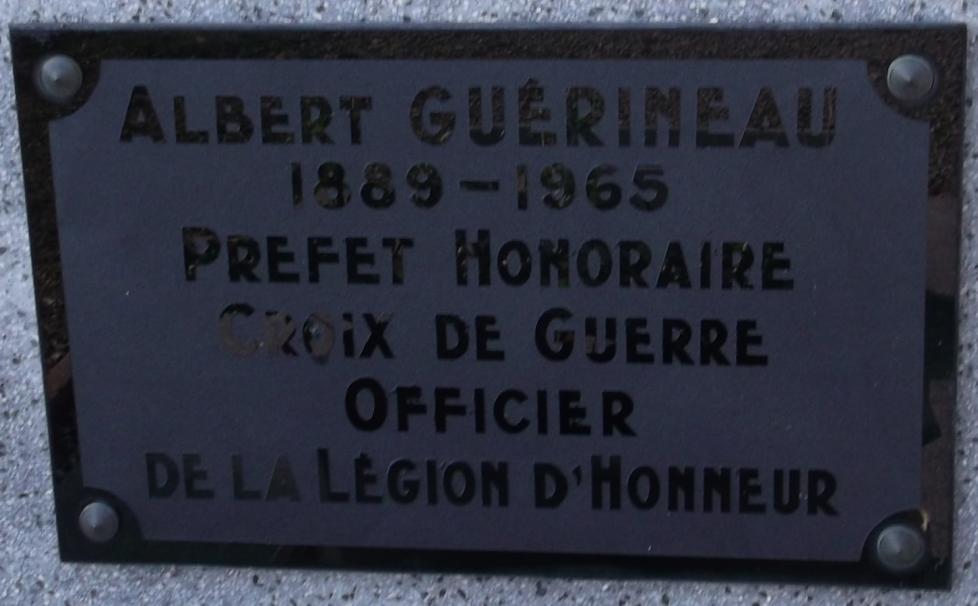 ALBERT GUÉRINEAU
1889-1965
PREFET HONORAIRE
CROIX DE GUERRE
OFFICIER
DE LA LÉGION D'HONNEUR